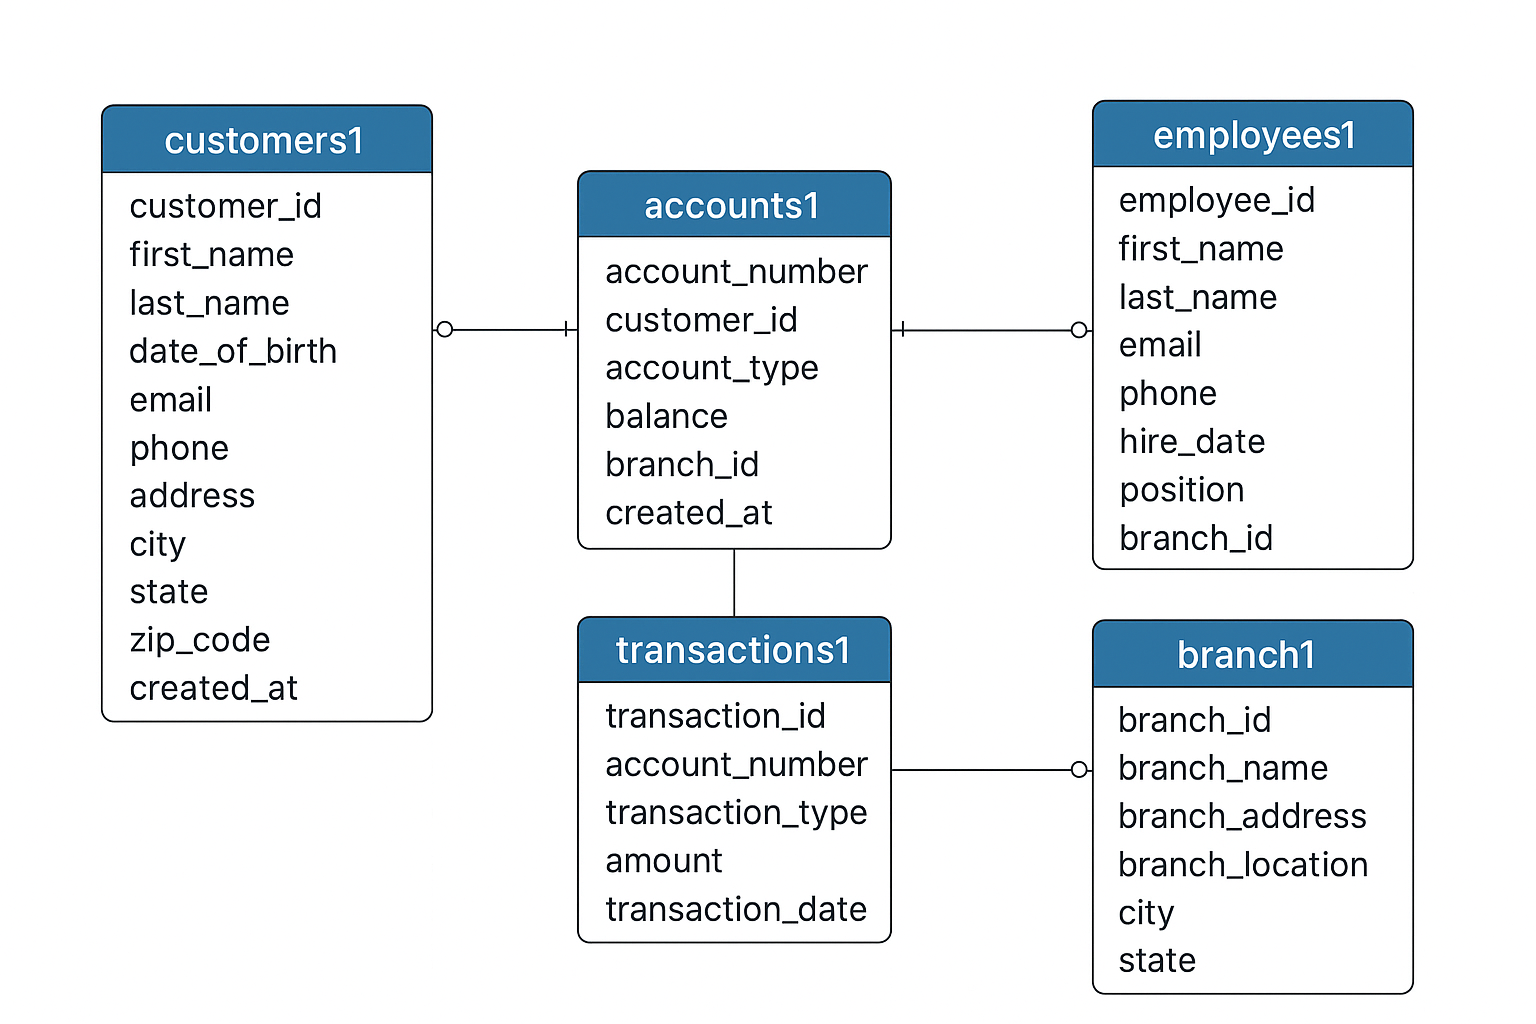 customers1
customer_id
first_name
last_name
date_of_birth
email
phone
address
city
state
zip_code
created_at
accounts1
account_number
customer_id
account_type
balance
branch_id
created_at
transactions1
transaction_id
account_number
transaction_type
amount
transaction_date
employees1
employee_id
first_name
last_name
email
phone
hire_date
position
branch_id
branch1
branch_id
branch_name
branch_address
branch_location
city
state